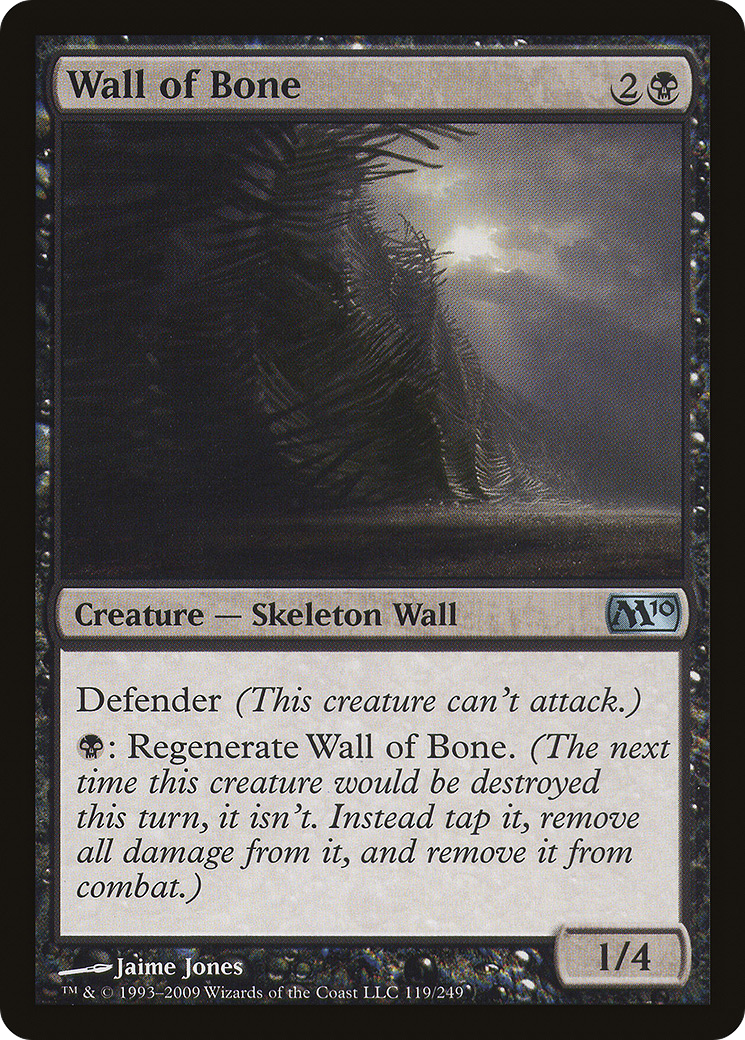 Wall of Bone 2
Creature — Skeleton Wall M10
Defender (This creature can't attack.)
: Regenerate Wall of Bone. (The next
time this creature would be destroyed
this turn, it isn't. Instead tap it, remove
all damage from it, and remove it from
combat.)
1/4
Jaime Jones
™ & © 1993–2009 Wizards of the Coast LLC 119/249